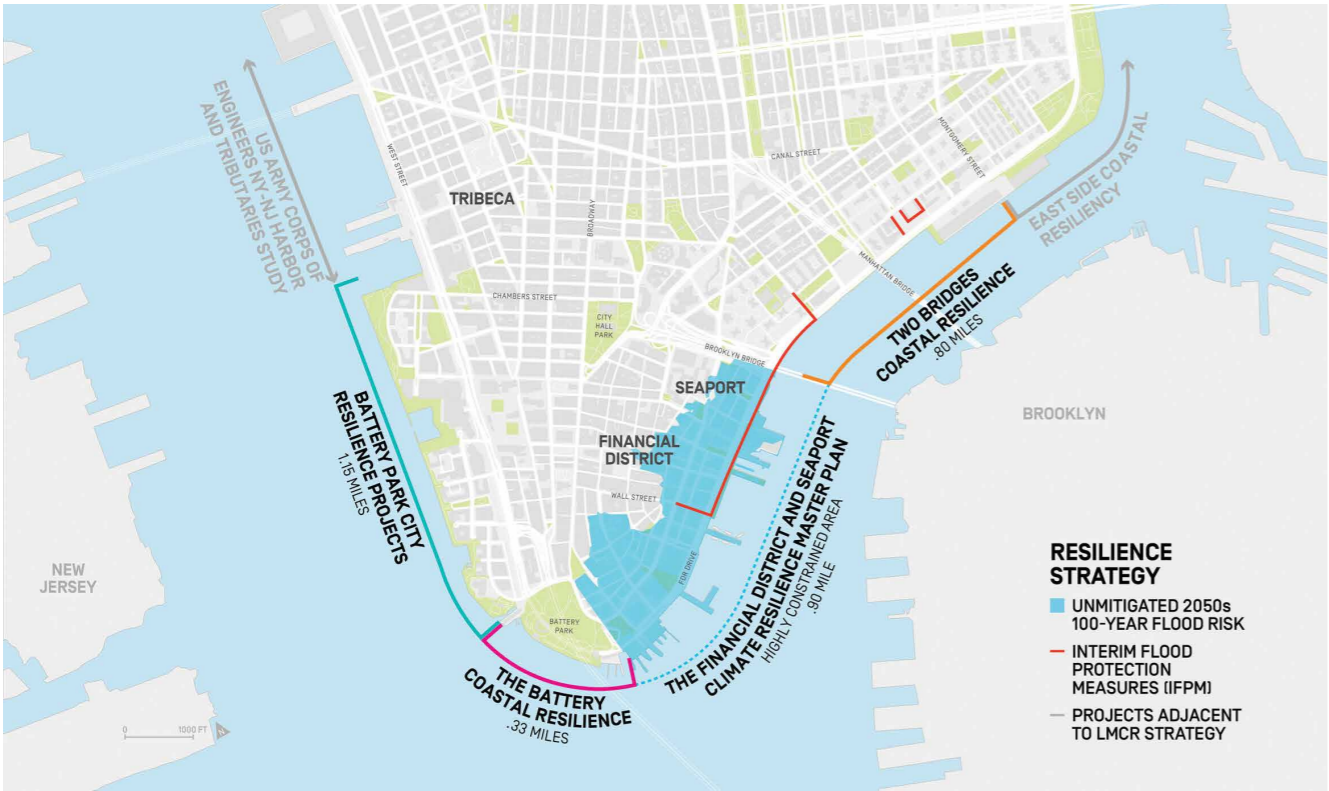 US ARMY CORPS OF
ENGINEERS NY-NJ HARBOR
AND TRIBUTARIES STUDY
WEST STREET
TRIBECA
BROADWAY
CANAL STREET
MONTGOMERY STREET
EAST SIDE COASTAL
RESILIENCY
MANHATTAN BRIDGE
CHAMBERS STREET
CITY
HALL
PARK
BROOKLYN BRIDGE
TWO BRIDGES
COASTAL RESILIENCE
.80 MILES
SEAPORT
BROOKLYN
FINANCIAL
DISTRICT
WALL STREET
BATTERY PARK CITY
RESILIENCE PROJECTS
1.15 MILES
FDR DRIVE
THE FINANCIAL DISTRICT AND SEAPORT
CLIMATE RESILIENCE MASTER PLAN
HIGHLY CONSTRAINED AREA
.90 MILE
NEW
JERSEY
BATTERY
PARK
THE BATTERY
COASTAL RESILIENCE
.33 MILES
0 1000 FT
N
RESILIENCE
STRATEGY
UNMITIGATED 2050s
100-YEAR FLOOD RISK
INTERIM FLOOD
PROTECTION
MEASURES (IFPM)
PROJECTS ADJACENT
TO LMCR STRATEGY